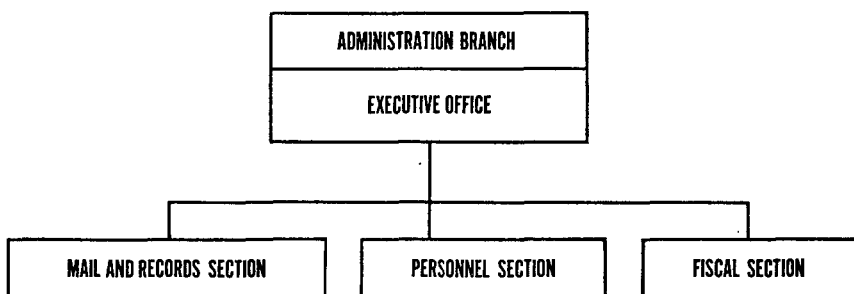 ADMINISTRATION BRANCH
EXECUTIVE OFFICE
MAIL AND RECORDS SECTION
PERSONNEL SECTION
FISCAL SECTION